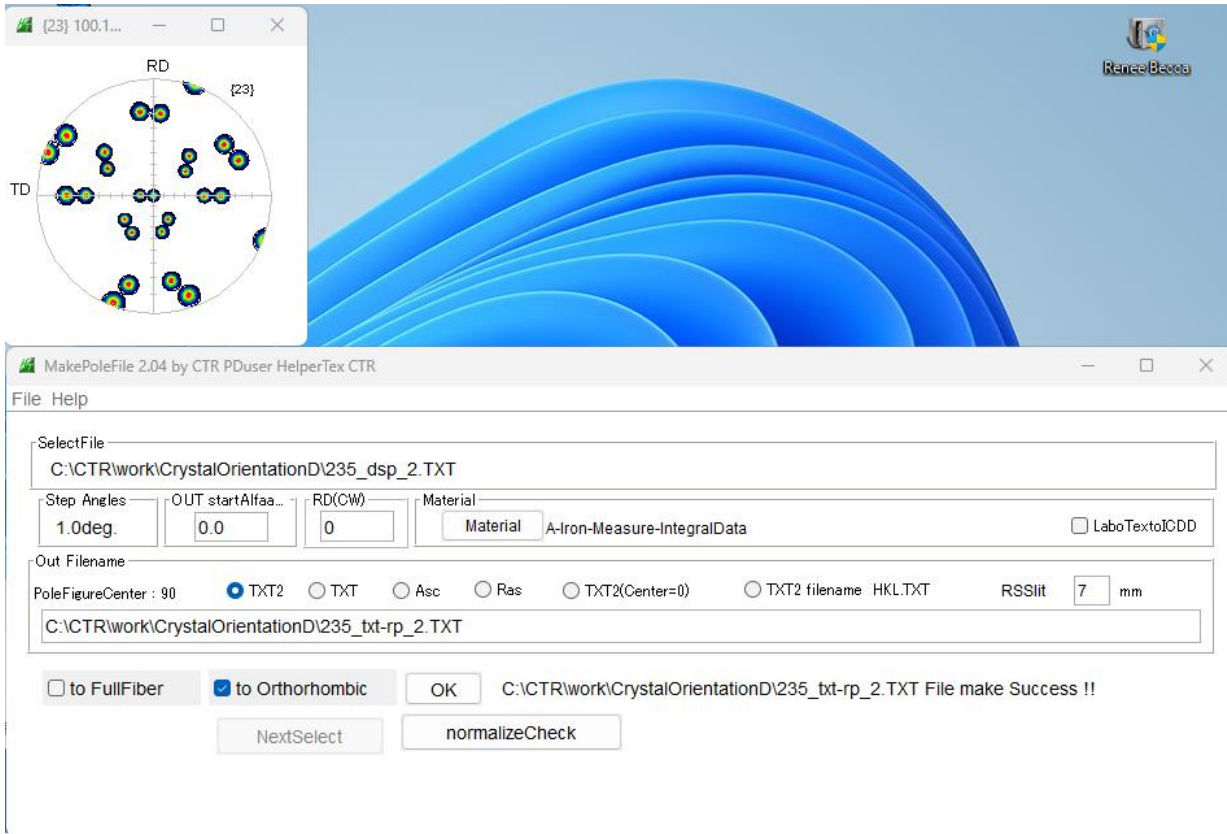 {23} 100.1...
RD
{23}
TD
Renee Becca
MakePoleFile 2.04 by CTR PDuser HelperTex CTR
File Help
SelectFile
C:\CTR\work\CrystalOrientationD\235_dsp_2.TXT
Step Angles OUT startAlfaa... RD(CW) Material
1.0deg. 0.0 0 Material A-Iron-Measure-IntegralData LaboTextoICDD
Out Filename
PoleFigureCenter : 90 TXT2 TXT Asc Ras TXT2(Center=0) TXT2 filename HKL.TXT RSSlit 7 mm
C:\CTR\work\CrystalOrientationD\235_txt-rp_2.TXT
to FullFiber to Orthorhombic OK C:\CTR\work\CrystalOrientationD\235_txt-rp_2.TXT File make Success !!
NextSelect normalizeCheck